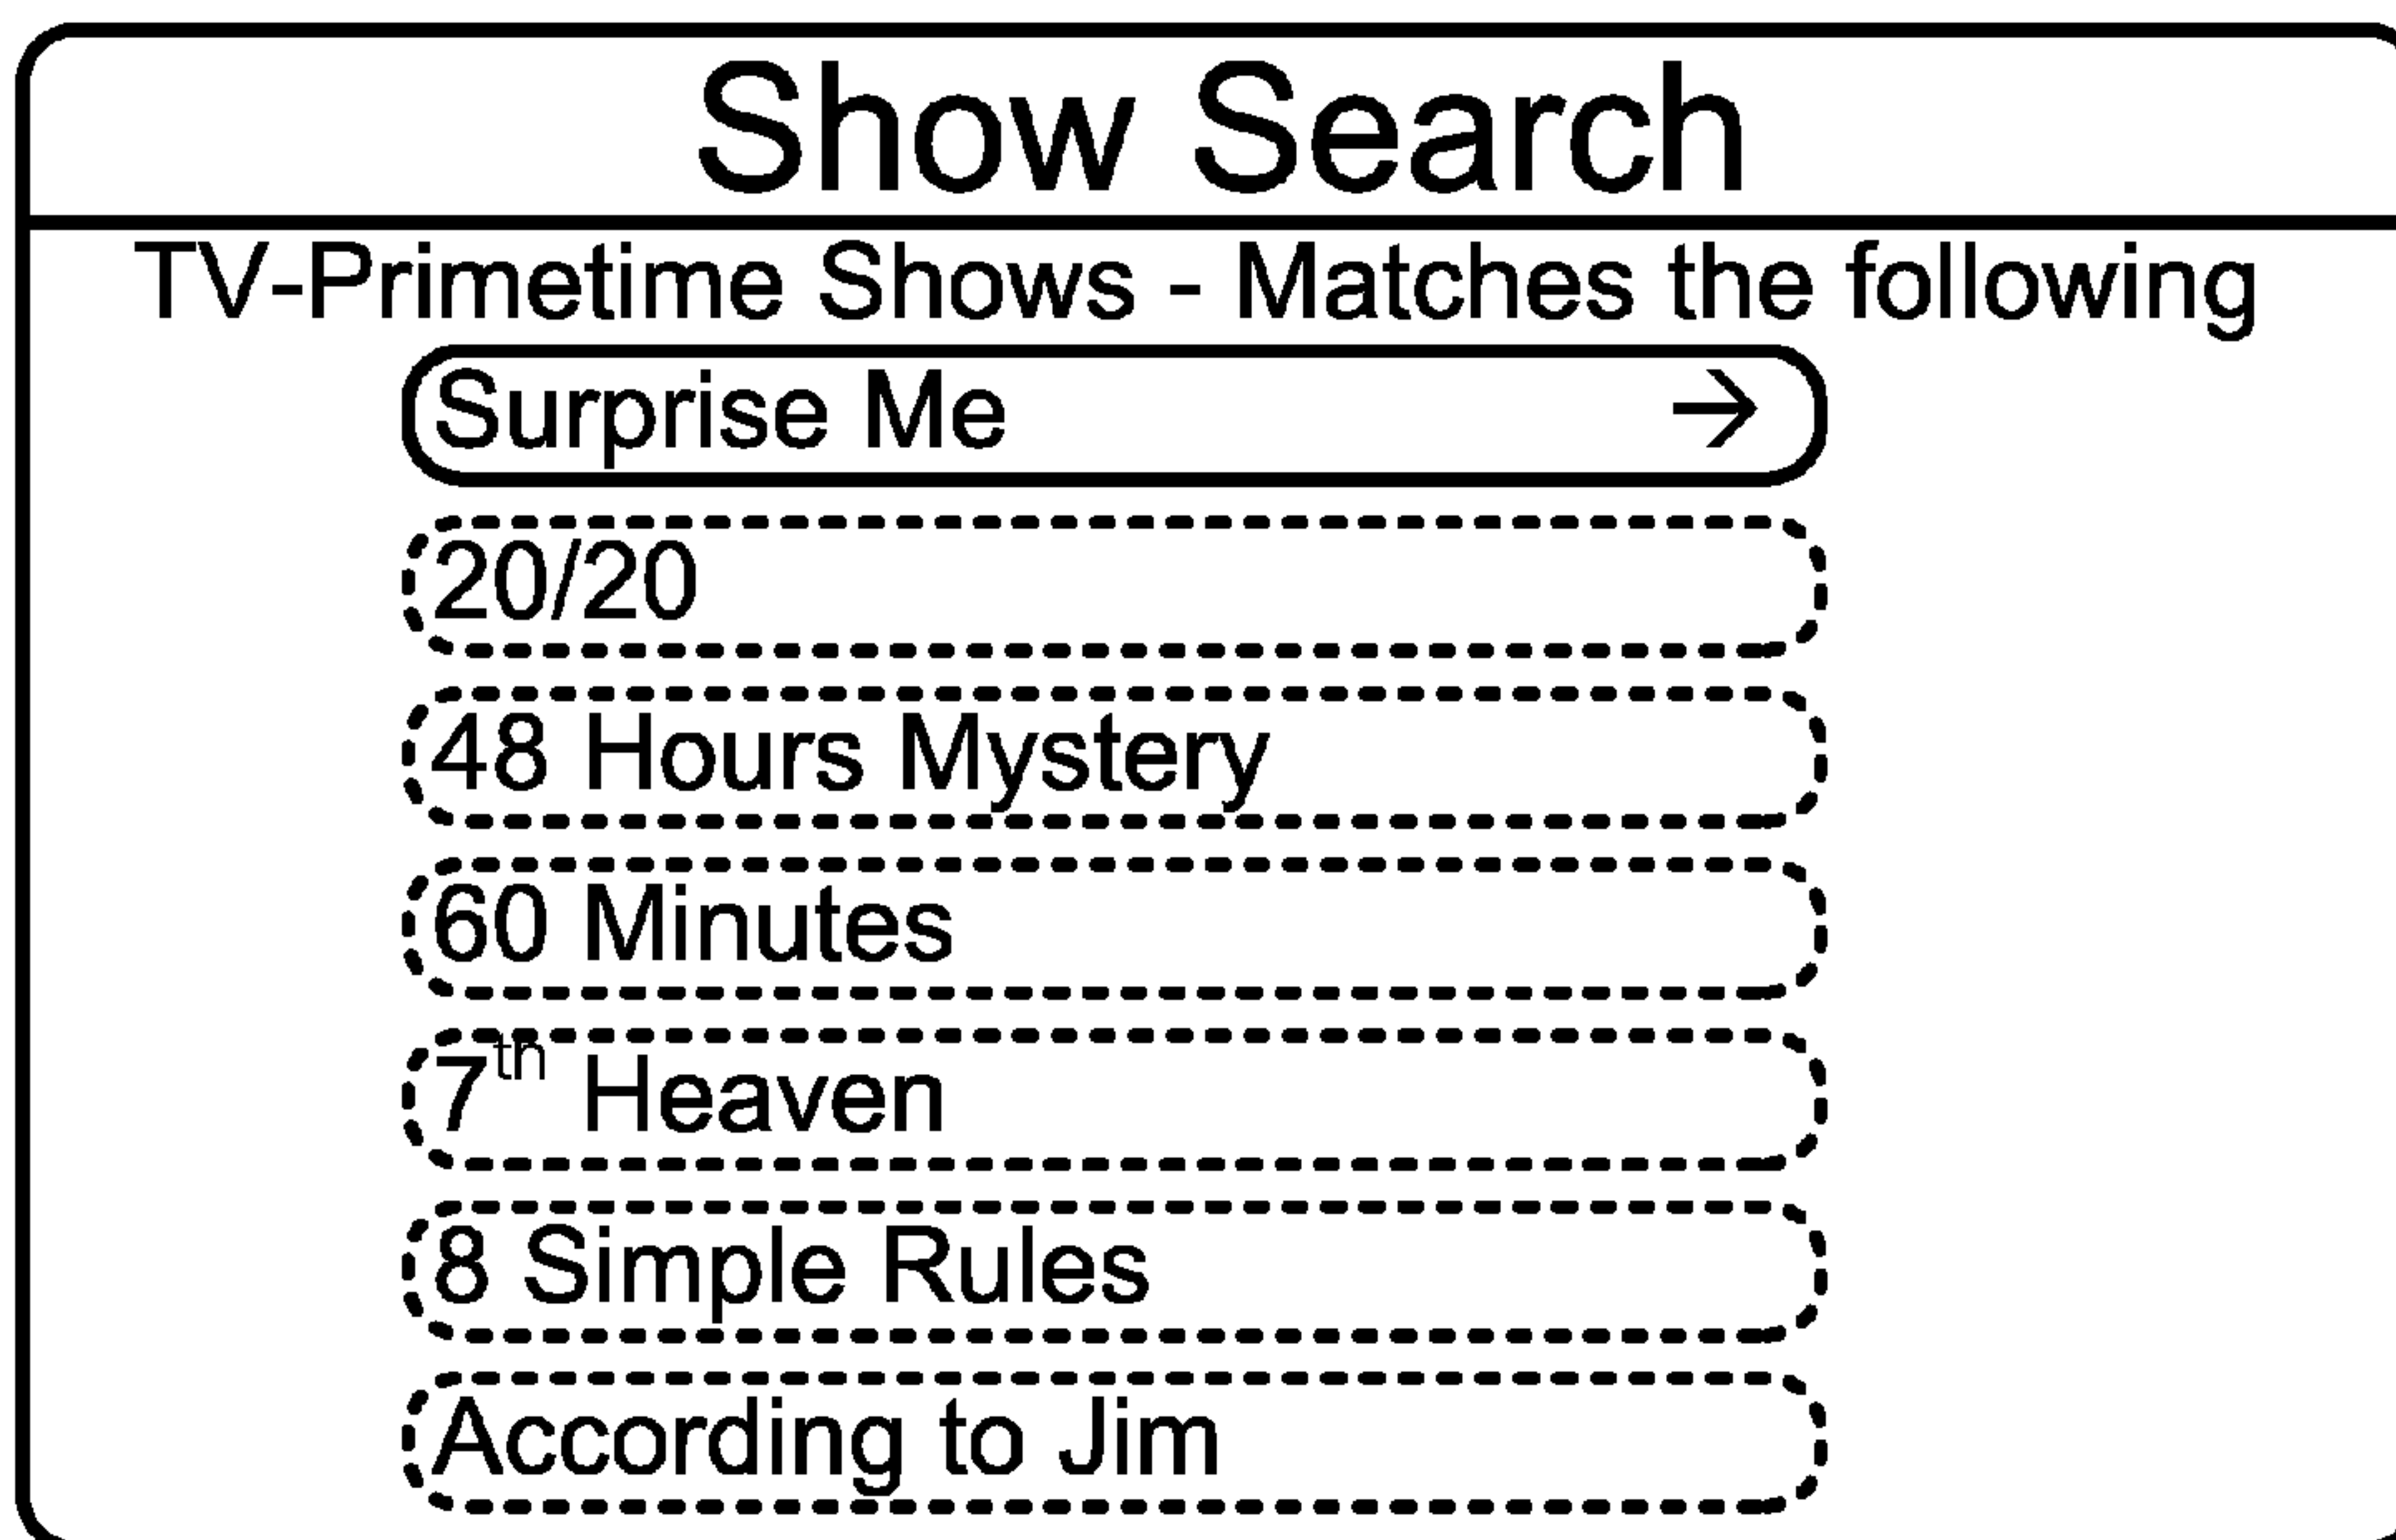 Show Search
TV-Primetime Shows - Matches the following
Surprise Me →
20/20
48 Hours Mystery
60 Minutes
7th Heaven
8 Simple Rules
According to Jim